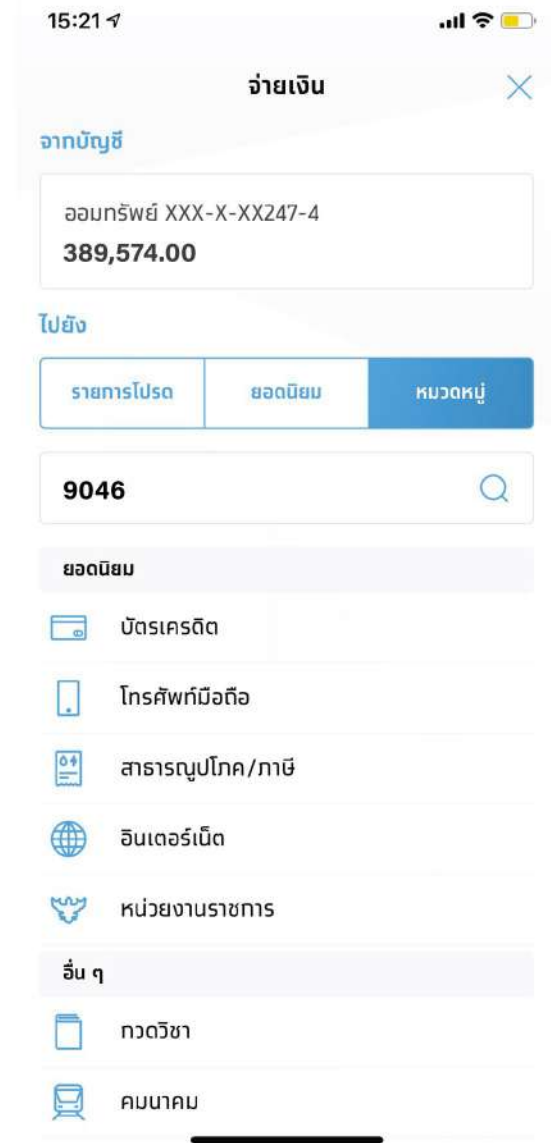 15:21
จ่ายเงิน
จากบัญชี
ออมทรัพย์ XXX-X-XX247-4
389,574.00
ไปยัง
รายการโปรด ยอดนิยม หมวดหมู่
9046
ยอดนิยม
บัตรเครดิต
โทรศัพท์มือถือ
สาธารณูปโภค/ภาษี
อินเตอร์เน็ต
หน่วยงานราชการ
อื่น ๆ
กวดวิชา
คมนาคม